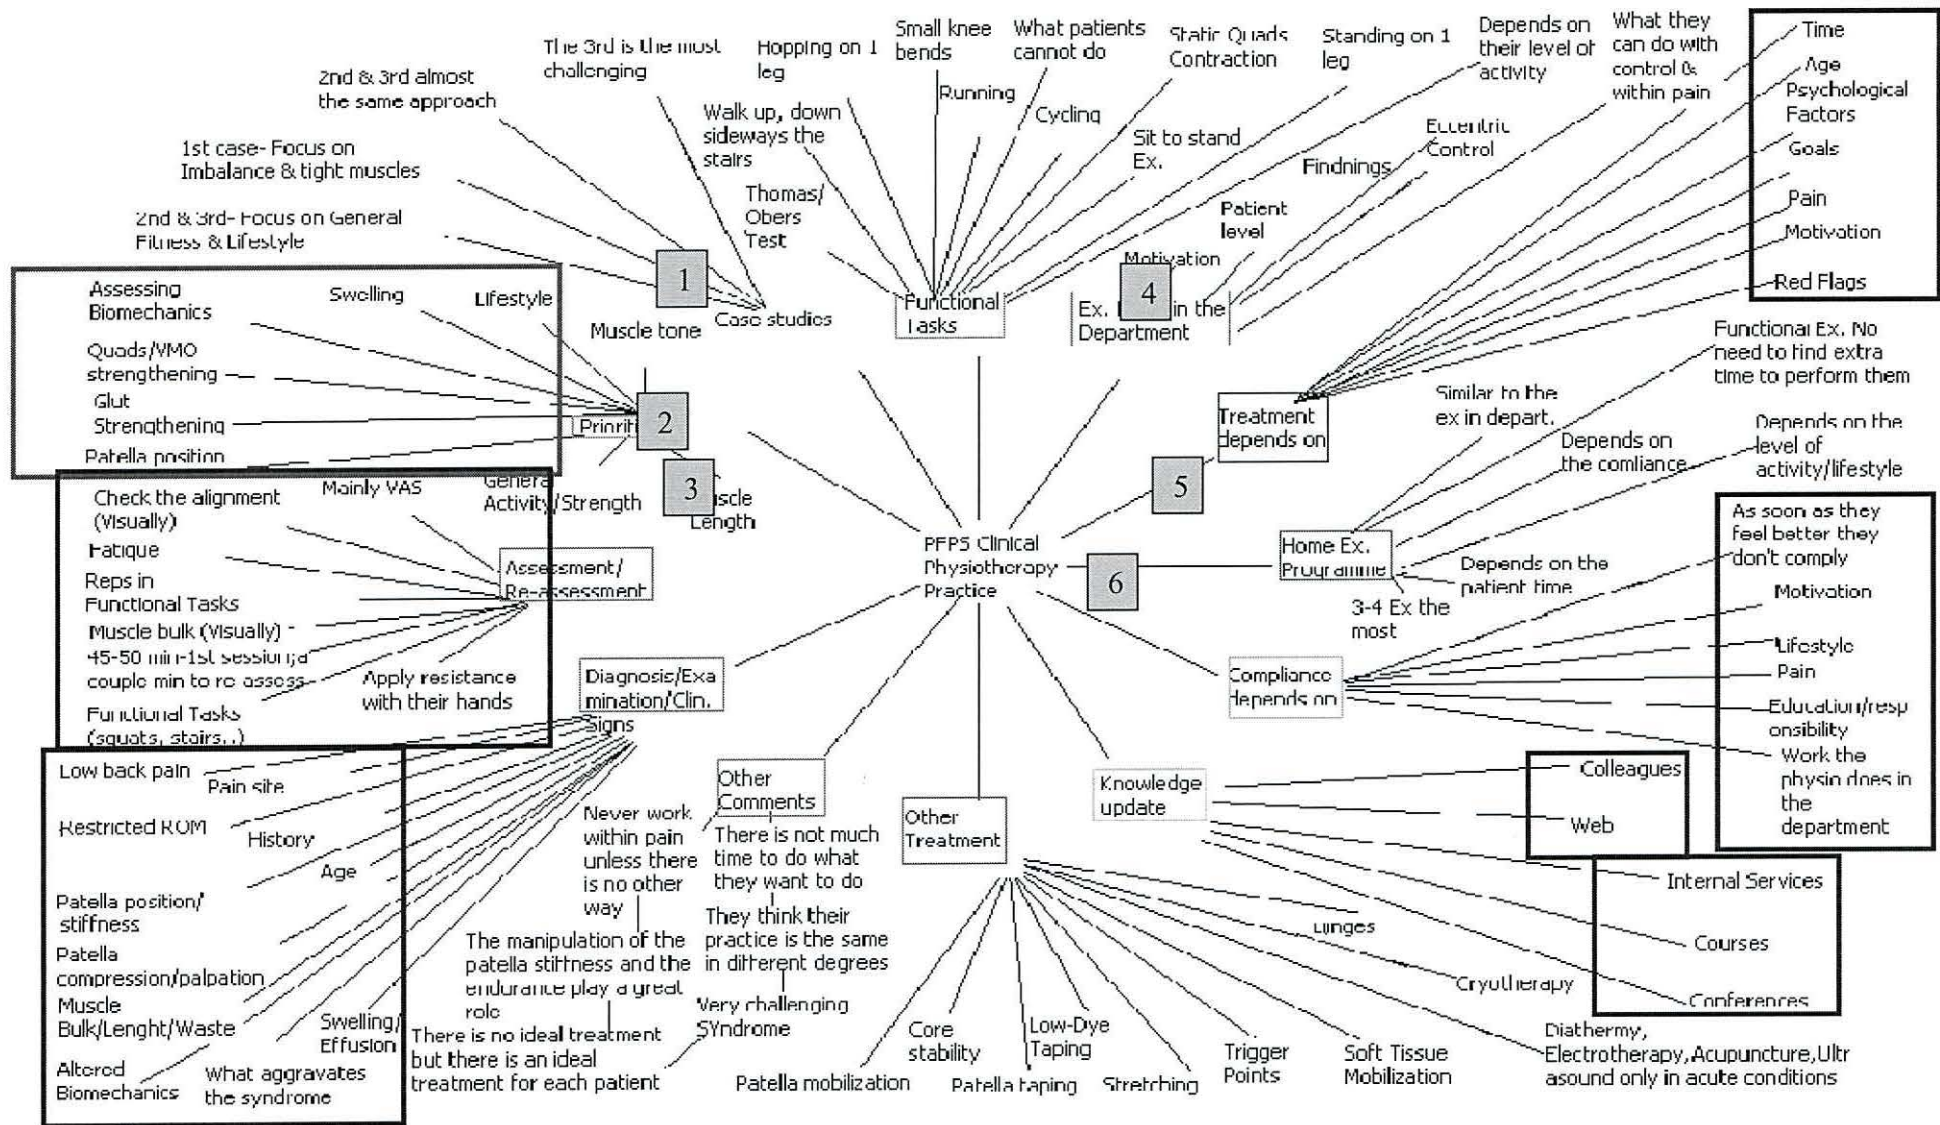 The 3rd is the most
challenging
Hopping on 1
leg
Small knee
bends
What patients
cannot do
Static Quads
Contraction
Standing on 1
leg
Depends on
their level of
activity
What they
can do with
control &
within pain
Time
Age
Psychological
Factors
Goals
Pain
Motivation
Red Flags
2nd & 3rd almost
the same approach
Running
Cycling
Walk up, down
sideways the
stairs
Sit to stand
Ex.
Eccentric
Control
Findnings
1st case- Focus on
Imbalance & tight muscles
Thomas/
Obers
Test
Patient
level
Motivation
2nd & 3rd- Focus on General
Fitness & Lifestyle
1
4
Case studies
Functional
Tasks
Ex.
in the
Department
Assessing
Biomechanics
Swelling
Lifestyle
Muscle tone
Quads/VMO
strengthening
Glut
Strengthening
Patella position
2
3
General
Activity/Strength
Length
Treatment
depends on
5
Functional Ex. No
need to find extra
time to perform them
Similar to the
ex in depart.
Depends on
the comliance
Depends on the
level of
activity/lifestyle
Check the alignment
(Visually)
Mainly VAS
Fatique
Reps in
Functional Tasks
Muscle bulk (Visually)
45-50 min-1st session;a
couple min to re-assess
Functional Tasks
(squats, stairs..)
Apply resistance
with their hands
Assessment/
Re-assessment
PFPS Clinical
Physiotherapy
Practice
6
Home Ex.
Programme
Depends on the
patient time
3-4 Ex the
most
As soon as they
feel better they
don't comply
Motivation
Lifestyle
Pain
Education/resp
onsibility
Work the
physio does in
the
department
Compliance
depends on
Diagnosis/Exa
mination/Clin.
Signs
Low back pain
Pain site
Restricted ROM
History
Age
Patella position/
stiffness
Patella
compression/palpation
Muscle
Bulk/Lenght/Waste
Swelling/
Effusion
Altered
Biomechanics
What aggravates
the syndrome
Other
Comments
Never work
within pain
unless there
is no other
way
There is not much
time to do what
they want to do
They think their
practice is the same
in different degrees
The manipulation of the
patella stiffness and the
endurance play a great
role
Very challenging
SYndrome
There is no ideal treatment
but there is an ideal
treatment for each patient
Other
Treatment
Knowledge
update
Colleagues
Web
Internal Services
Courses
Conferences
Lunges
Cryotherapy
Patella mobilization
Core
stability
Patella taping
Low-Dye
Taping
Stretching
Trigger
Points
Soft Tissue
Mobilization
Diathermy,
Electrotherapy,Acupuncture,Ultr
asound only in acute conditions